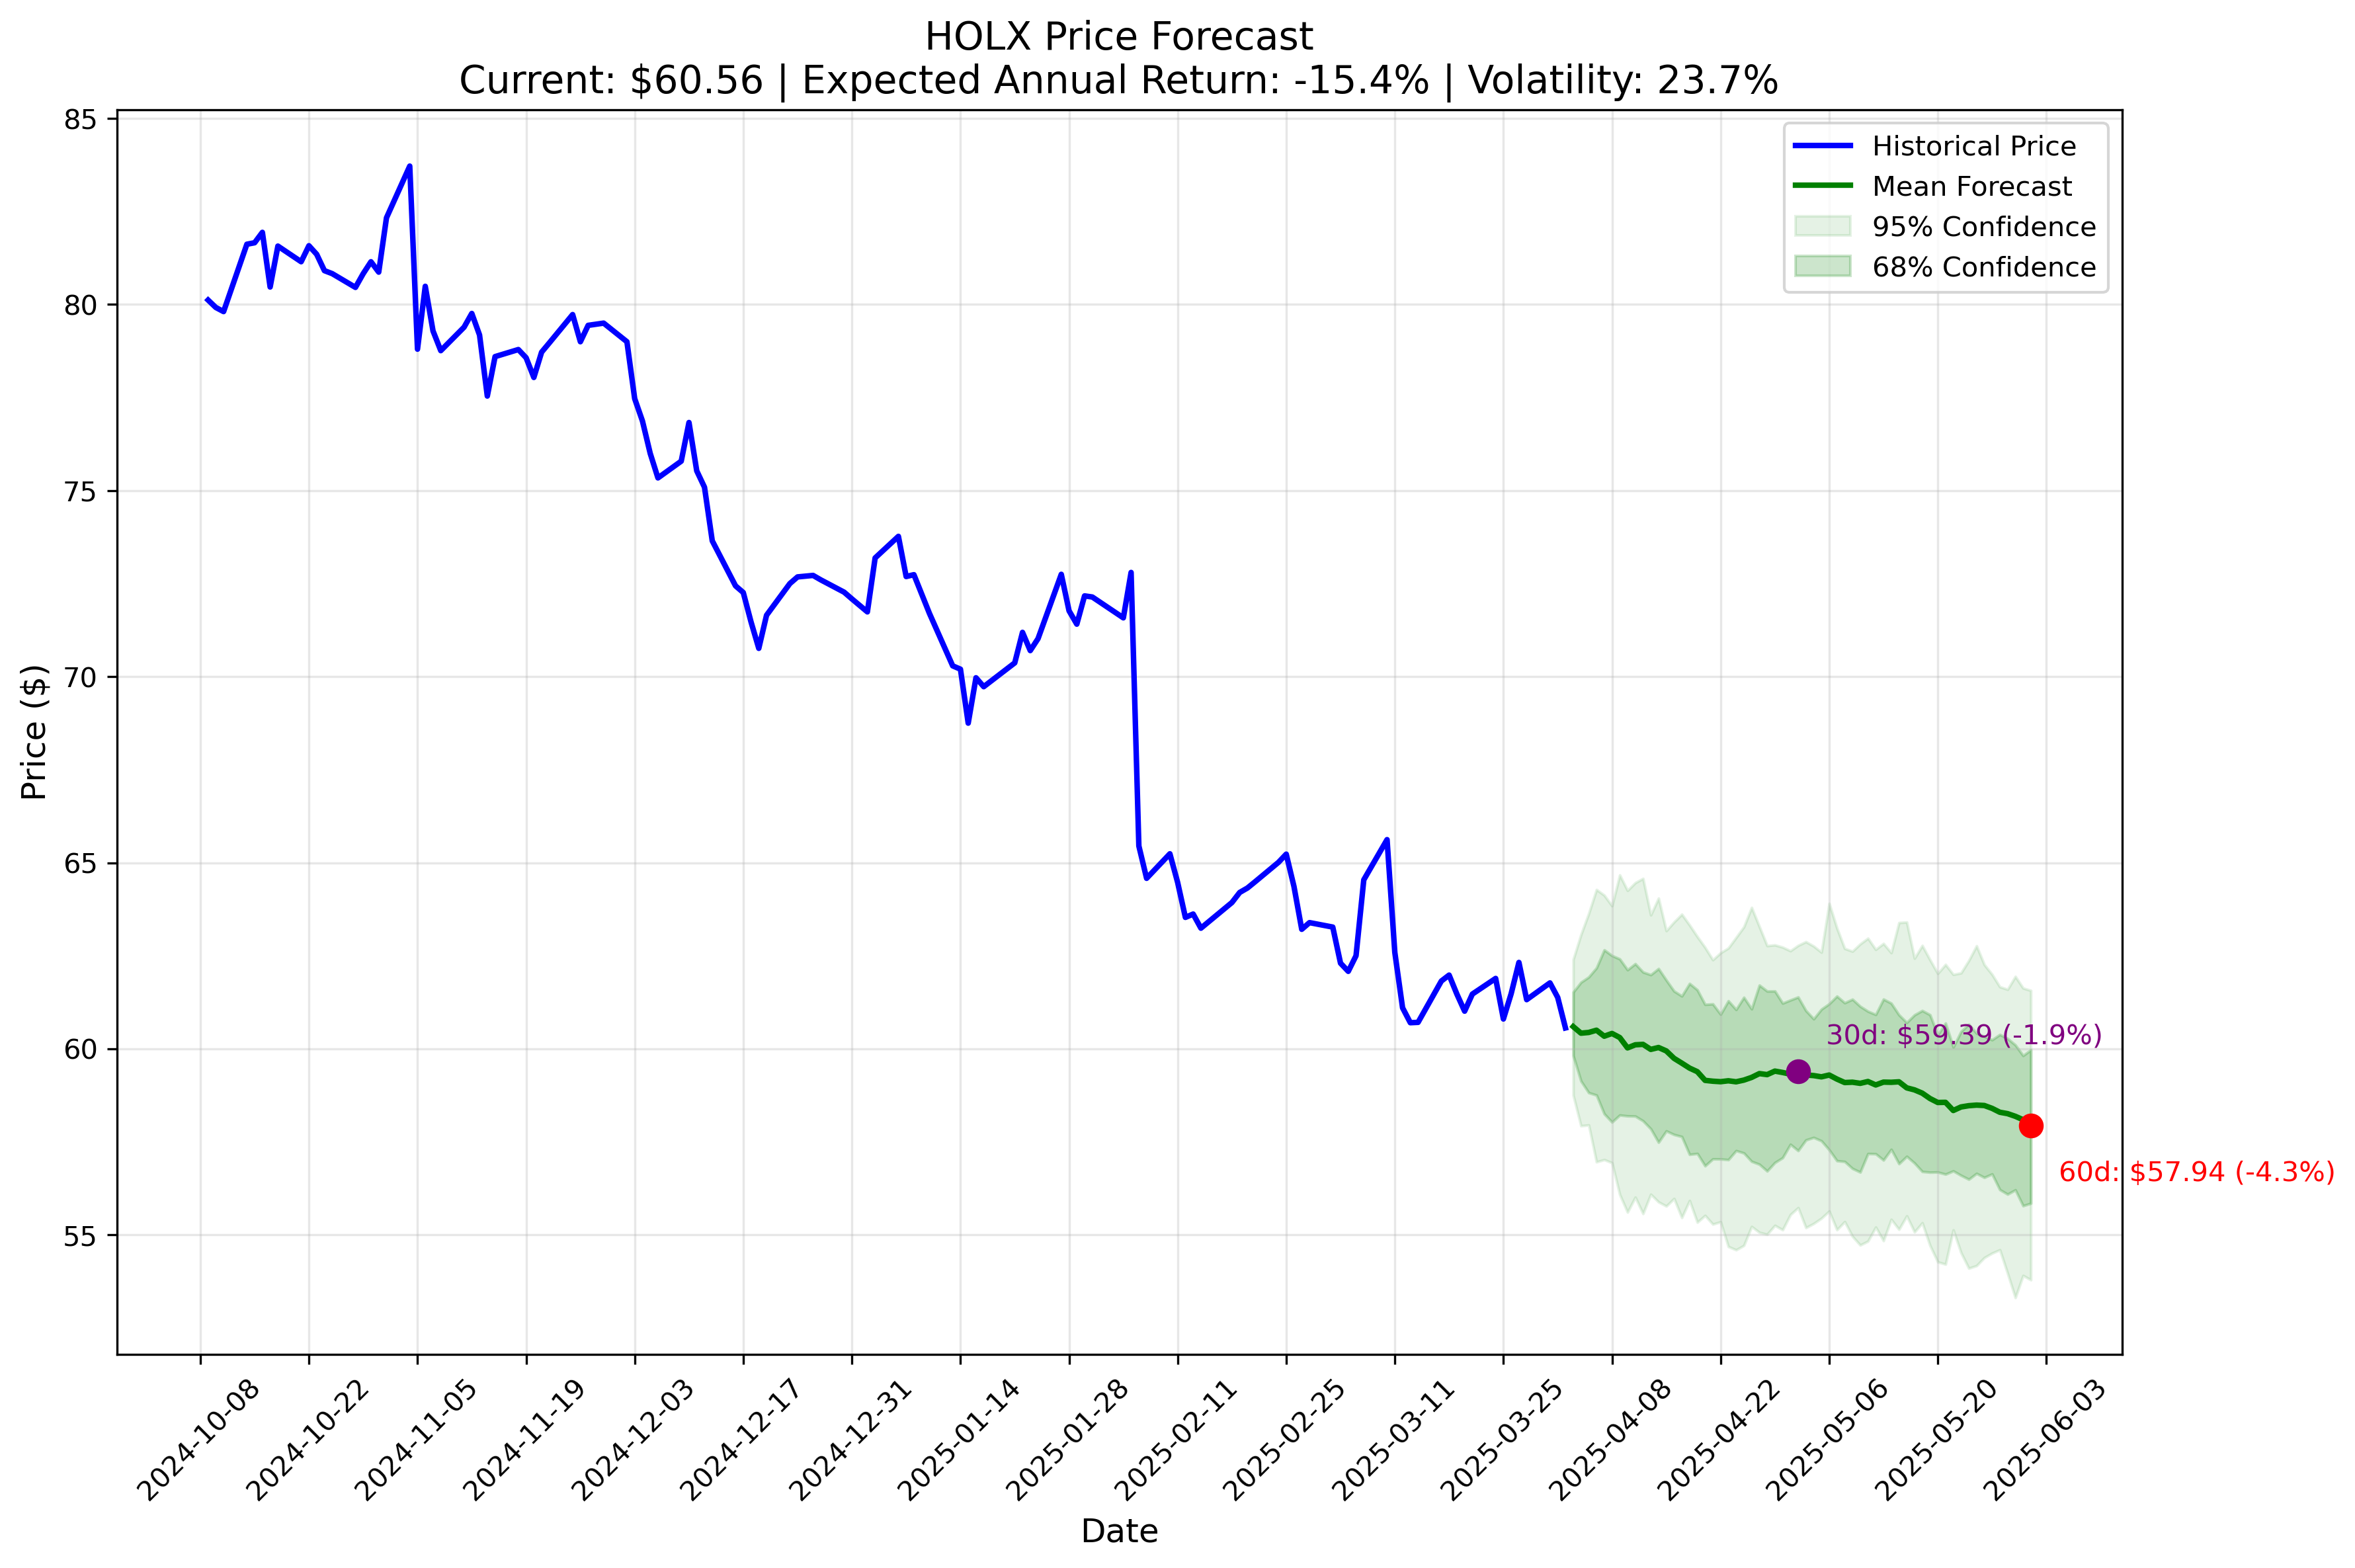 HOLX Price Forecast
Current: $60.56 | Expected Annual Return: -15.4% | Volatility: 23.7%
Historical Price
Mean Forecast
95% Confidence
68% Confidence
Price ($)
85
80
75
70
65
60
55
30d: $59.39 (-1.9%)
60d: $57.94 (-4.3%)
2024-10-08
2024-10-22
2024-11-05
2024-11-19
2024-12-03
2024-12-17
2024-12-31
2025-01-14
2025-01-28
2025-02-11
2025-02-25
2025-03-11
2025-03-25
2025-04-08
2025-04-22
2025-05-06
2025-05-20
2025-06-03
Date